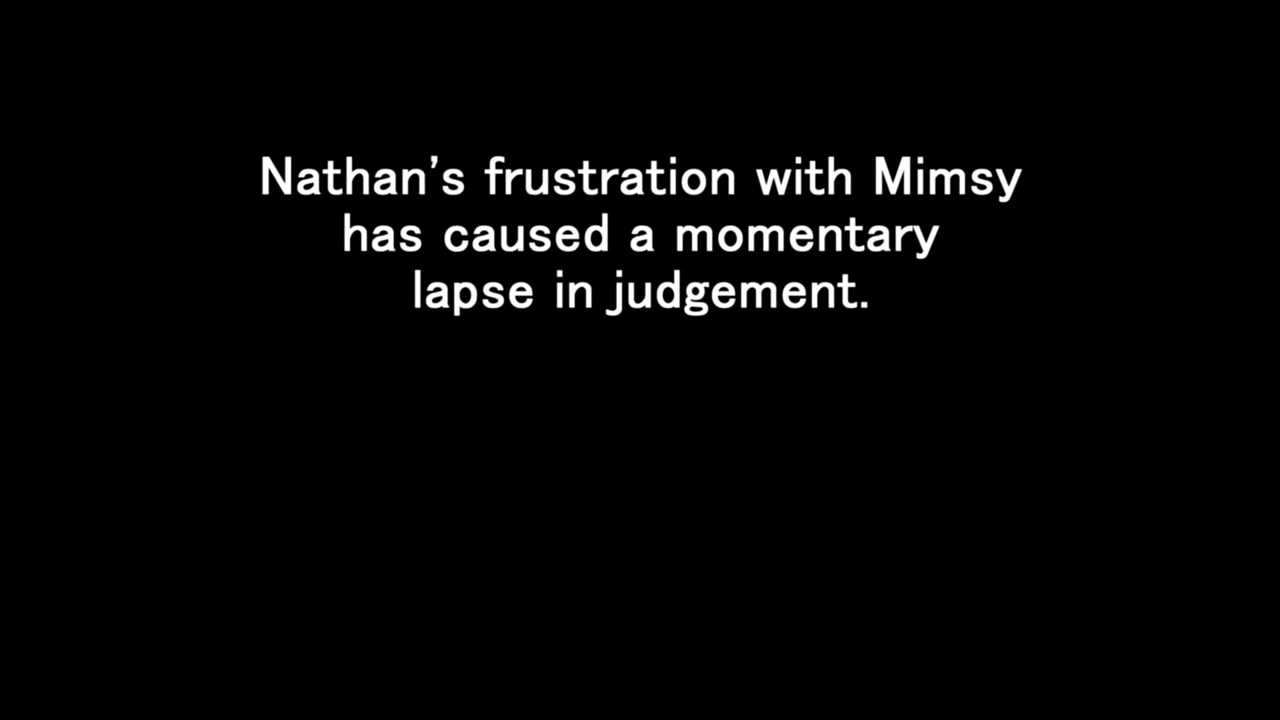 Nathan's frustration with Mimsy
has caused a momentary
lapse in judgement.